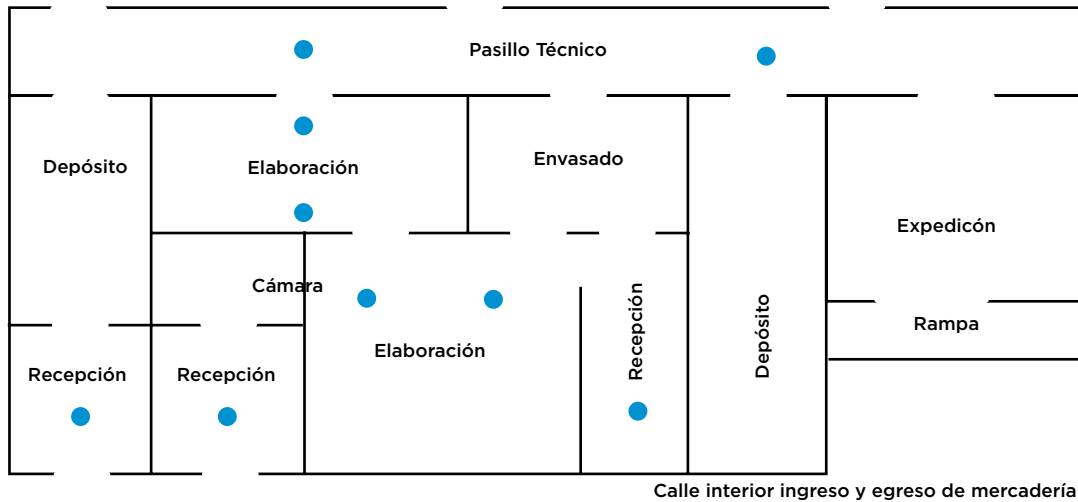 Pasillo Técnico
Depósito
Elaboración
Envasado
Expedicón
Cámara
Elaboración
Recepción
Depósito
Rampa
Recepción
Recepción
Calle interior ingreso y egreso de mercadería